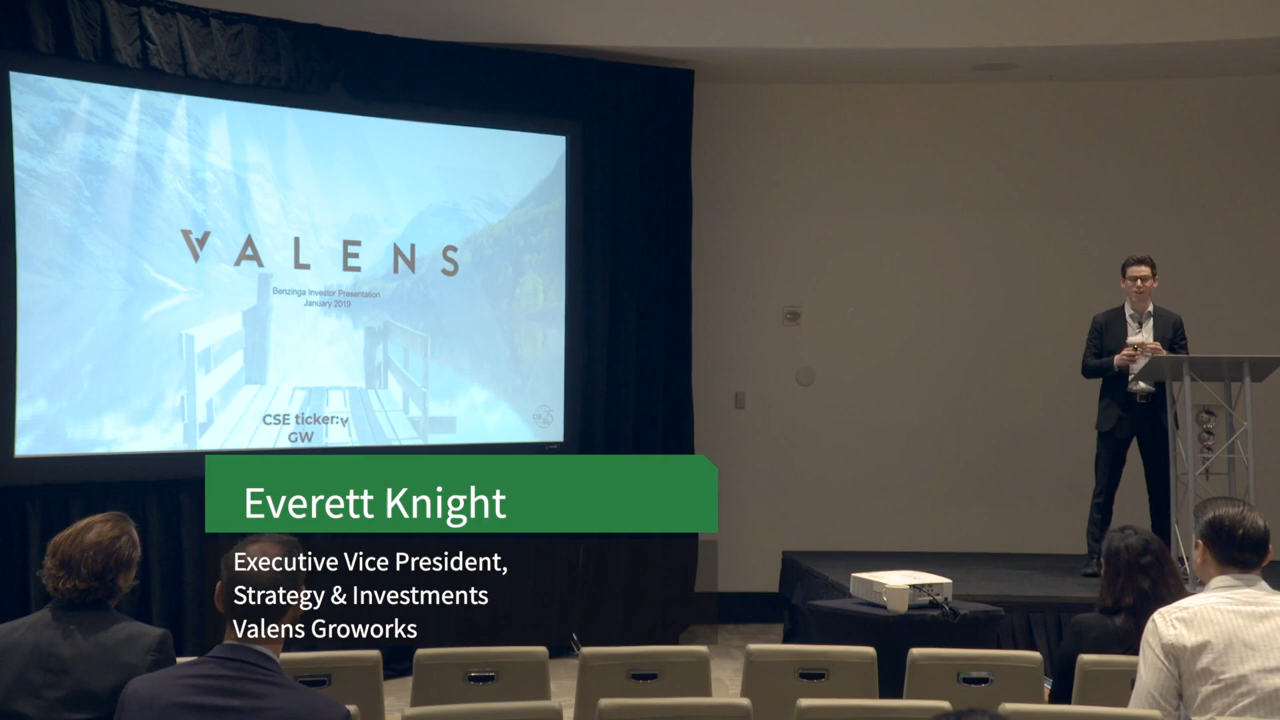 VALENS
Benzinga Investor Presentation
January 2019
CSE ticker:
GW
Everett Knight
Executive Vice President,
Strategy & Investments
Valens Groworks